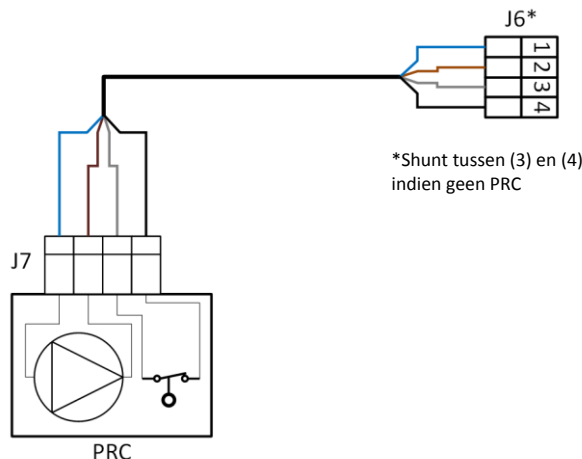 J6*
1
2
3
4
*Shunt tussen (3) en (4)
indien geen PRC
J7
PRC